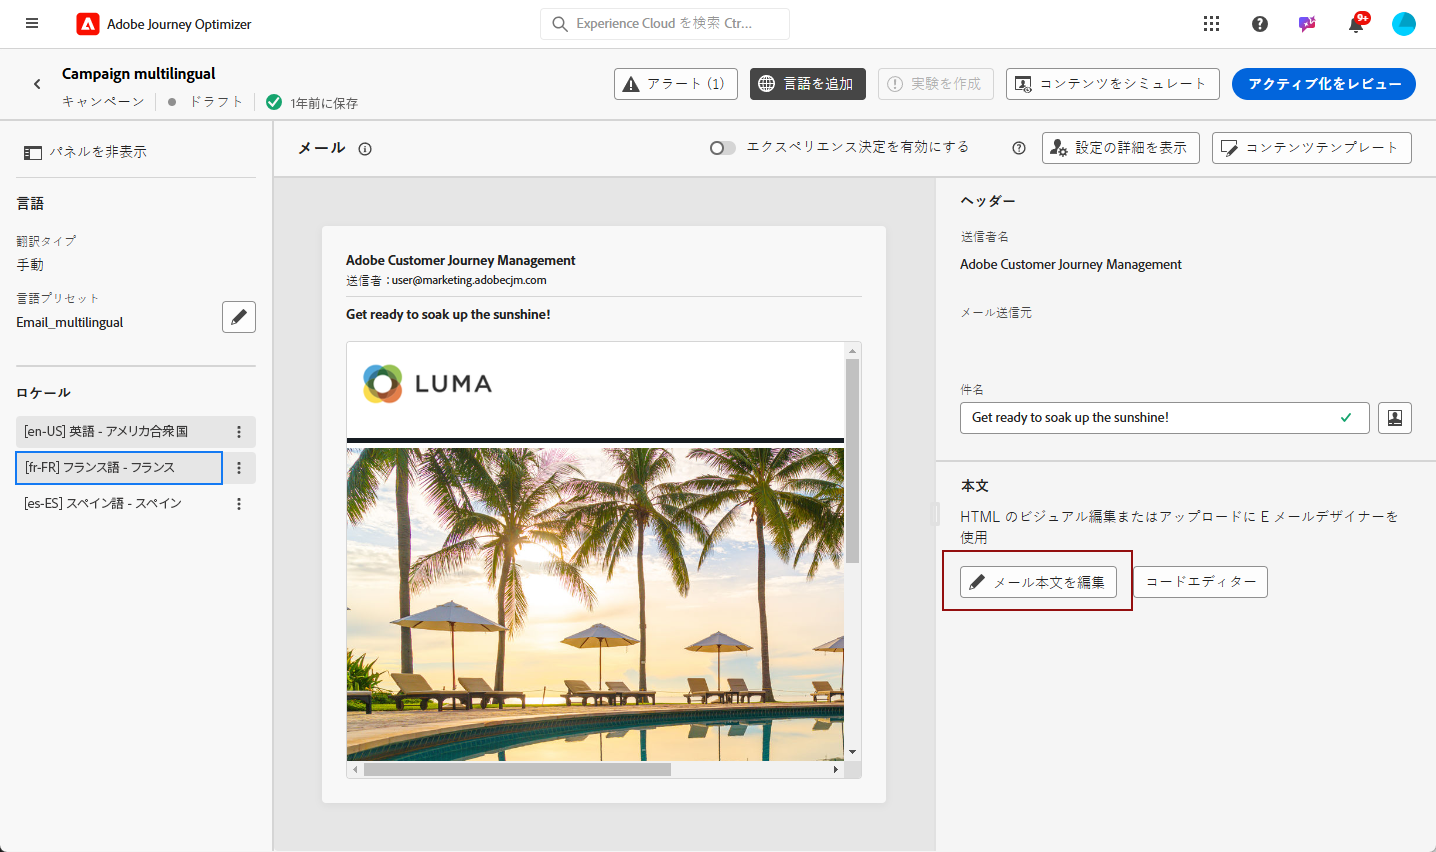 Adobe Journey Optimizer
Experience Cloud を検索 Ctr...
9+
Campaign multilingual
キャンペーン
ドラフト
1年前に保存
アラート (1)
言語を追加
実験を作成
コンテンツをシミュレート
アクティブ化をレビュー
パネルを非表示
メール
エクスペリエンス決定を有効にする
設定の詳細を表示
コンテンツテンプレート
言語
翻訳タイプ
手動
言語プリセット
Email_multilingual
ロケール
[en-US] 英語 - アメリカ合衆国
[fr-FR] フランス語 - フランス
[es-ES] スペイン語 - スペイン
Adobe Customer Journey Management
送信者：user@marketing.adobecjm.com
Get ready to soak up the sunshine!
LUMA
ヘッダー
送信者名
Adobe Customer Journey Management
メール送信元
件名
Get ready to soak up the sunshine!
本文
HTML のビジュアル編集またはアップロードに E メールデザイナーを
使用
メール本文を編集
コードエディター